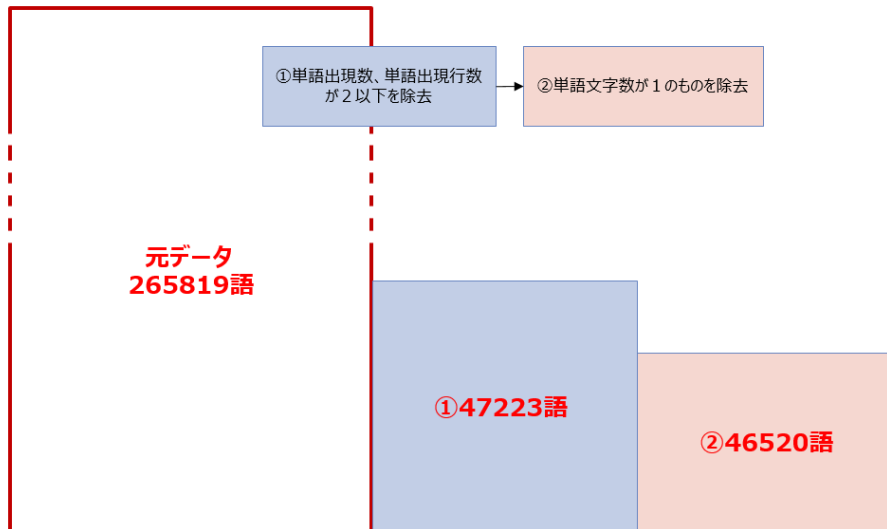 ①単語出現数、単語出現行数
が２以下を除去
②単語文字数が１のものを除去
元データ
265819語
①47223語
②46520語